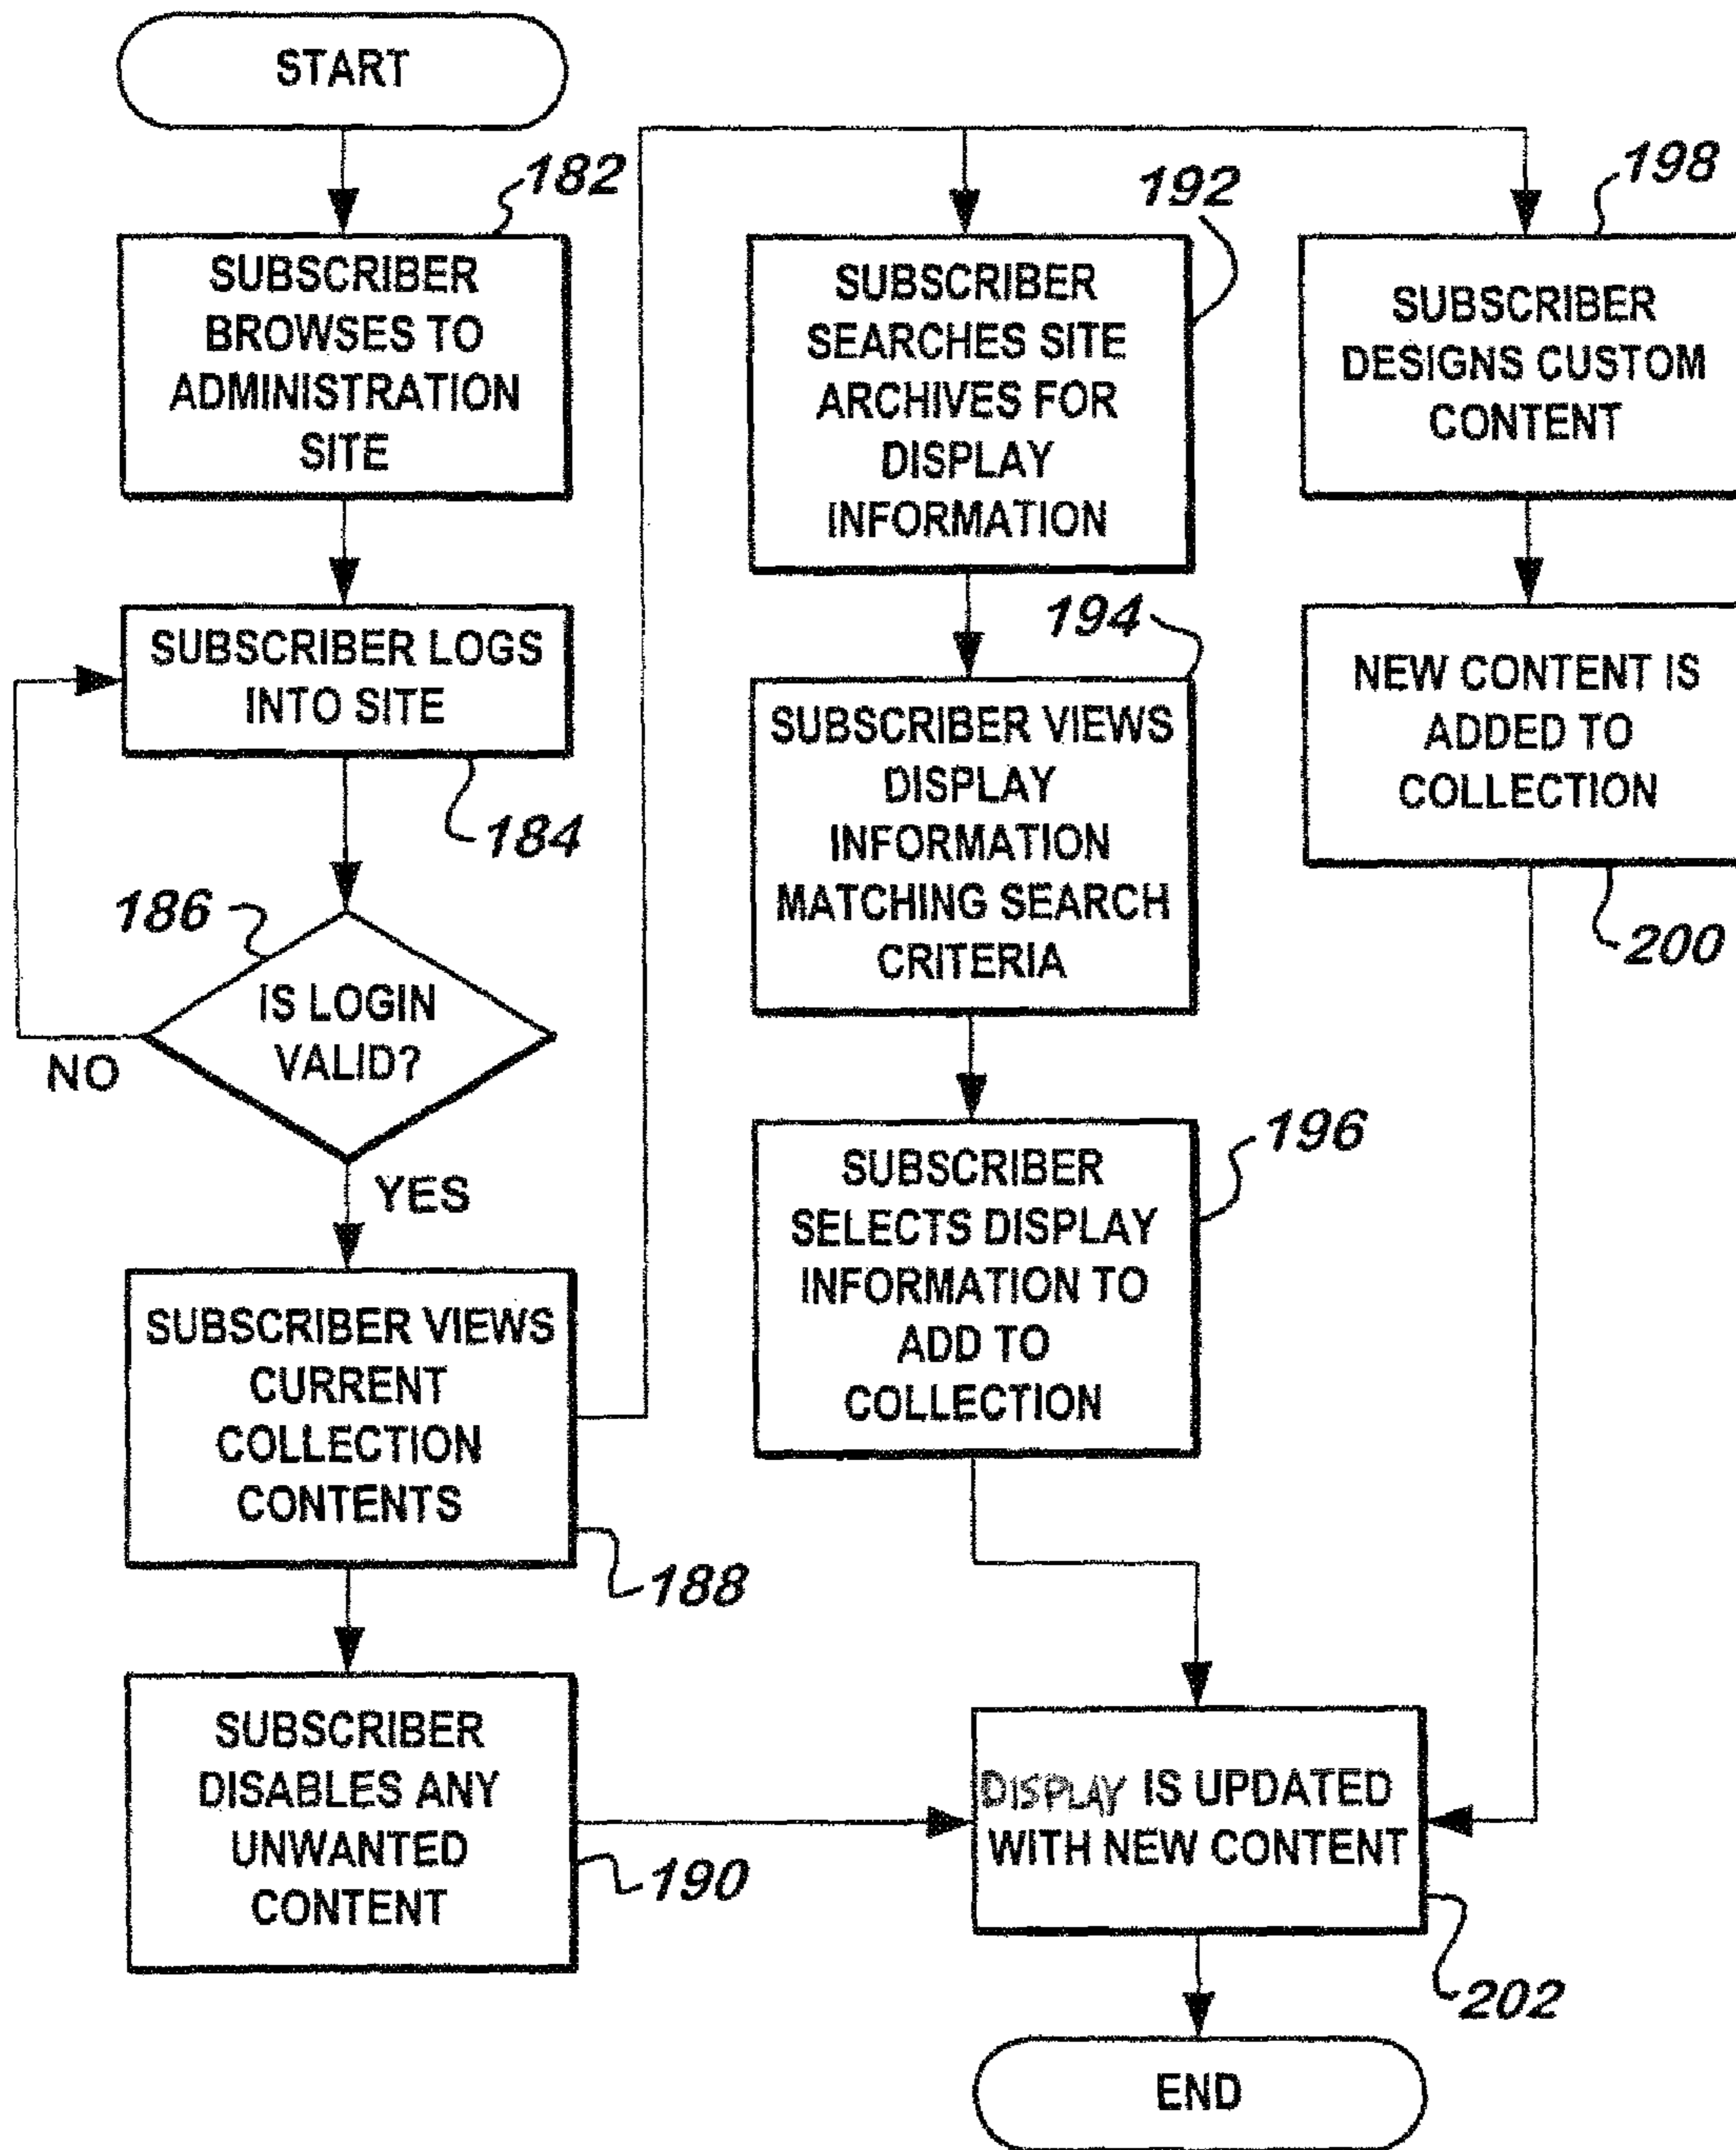 START
182
SUBSCRIBER
BROWSES TO
ADMINISTRATION
SITE
SUBSCRIBER LOGS
INTO SITE
184
186
IS LOGIN
VALID?
NO
YES
SUBSCRIBER VIEWS
CURRENT
COLLECTION
CONTENTS
188
SUBSCRIBER
DISABLES ANY
UNWANTED
CONTENT
190
192
SUBSCRIBER
SEARCHES SITE
ARCHIVES FOR
DISPLAY
INFORMATION
194
SUBSCRIBER VIEWS
DISPLAY
INFORMATION
MATCHING SEARCH
CRITERIA
196
SUBSCRIBER
SELECTS DISPLAY
INFORMATION TO
ADD TO
COLLECTION
198
SUBSCRIBER
DESIGNS CUSTOM
CONTENT
NEW CONTENT IS
ADDED TO
COLLECTION
200
DISPLAY IS UPDATED
WITH NEW CONTENT
202
END